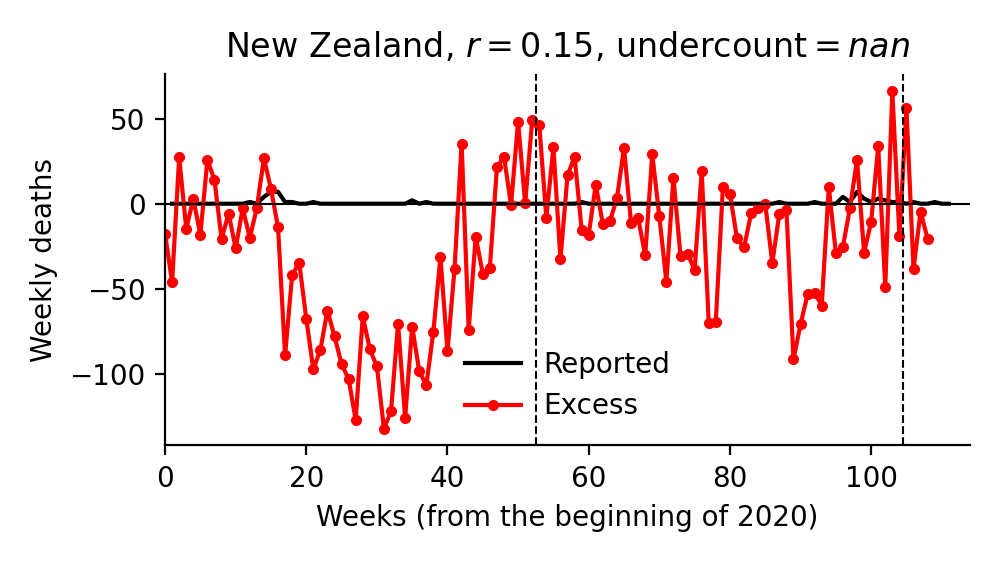 New Zealand, r = 0.15, undercount = nan
Weekly deaths
50
0
−50
−100
Reported
Excess
0 20 40 60 80 100
Weeks (from the beginning of 2020)